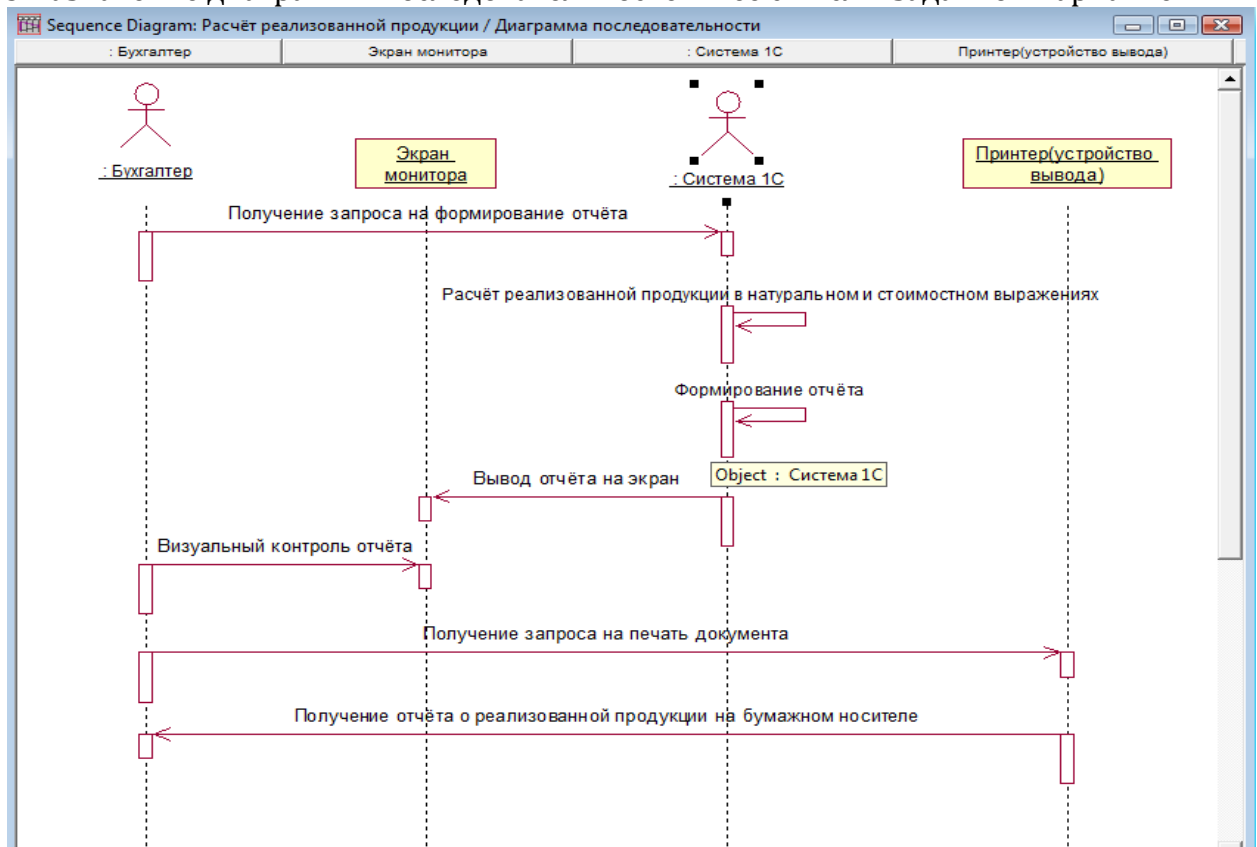 Sequence Diagram: Расчёт реализованной продукции / Диаграмма последовательности
: Бухгалтер
Экран монитора
: Система 1С
Принтер(устройство вывода)
: Бухгалтер
Экран
монитора
: Система 1С
Принтер(устройство
вывода)
Получение запроса на формирование отчёта
Расчёт реализованной продукции в натуральном и стоимостном выражениях
Формирование отчёта
Вывод отчёта на экран
Object : Система 1С
Визуальный контроль отчёта
Получение запроса на печать документа
Получение отчёта о реализованной продукции на бумажном носителе